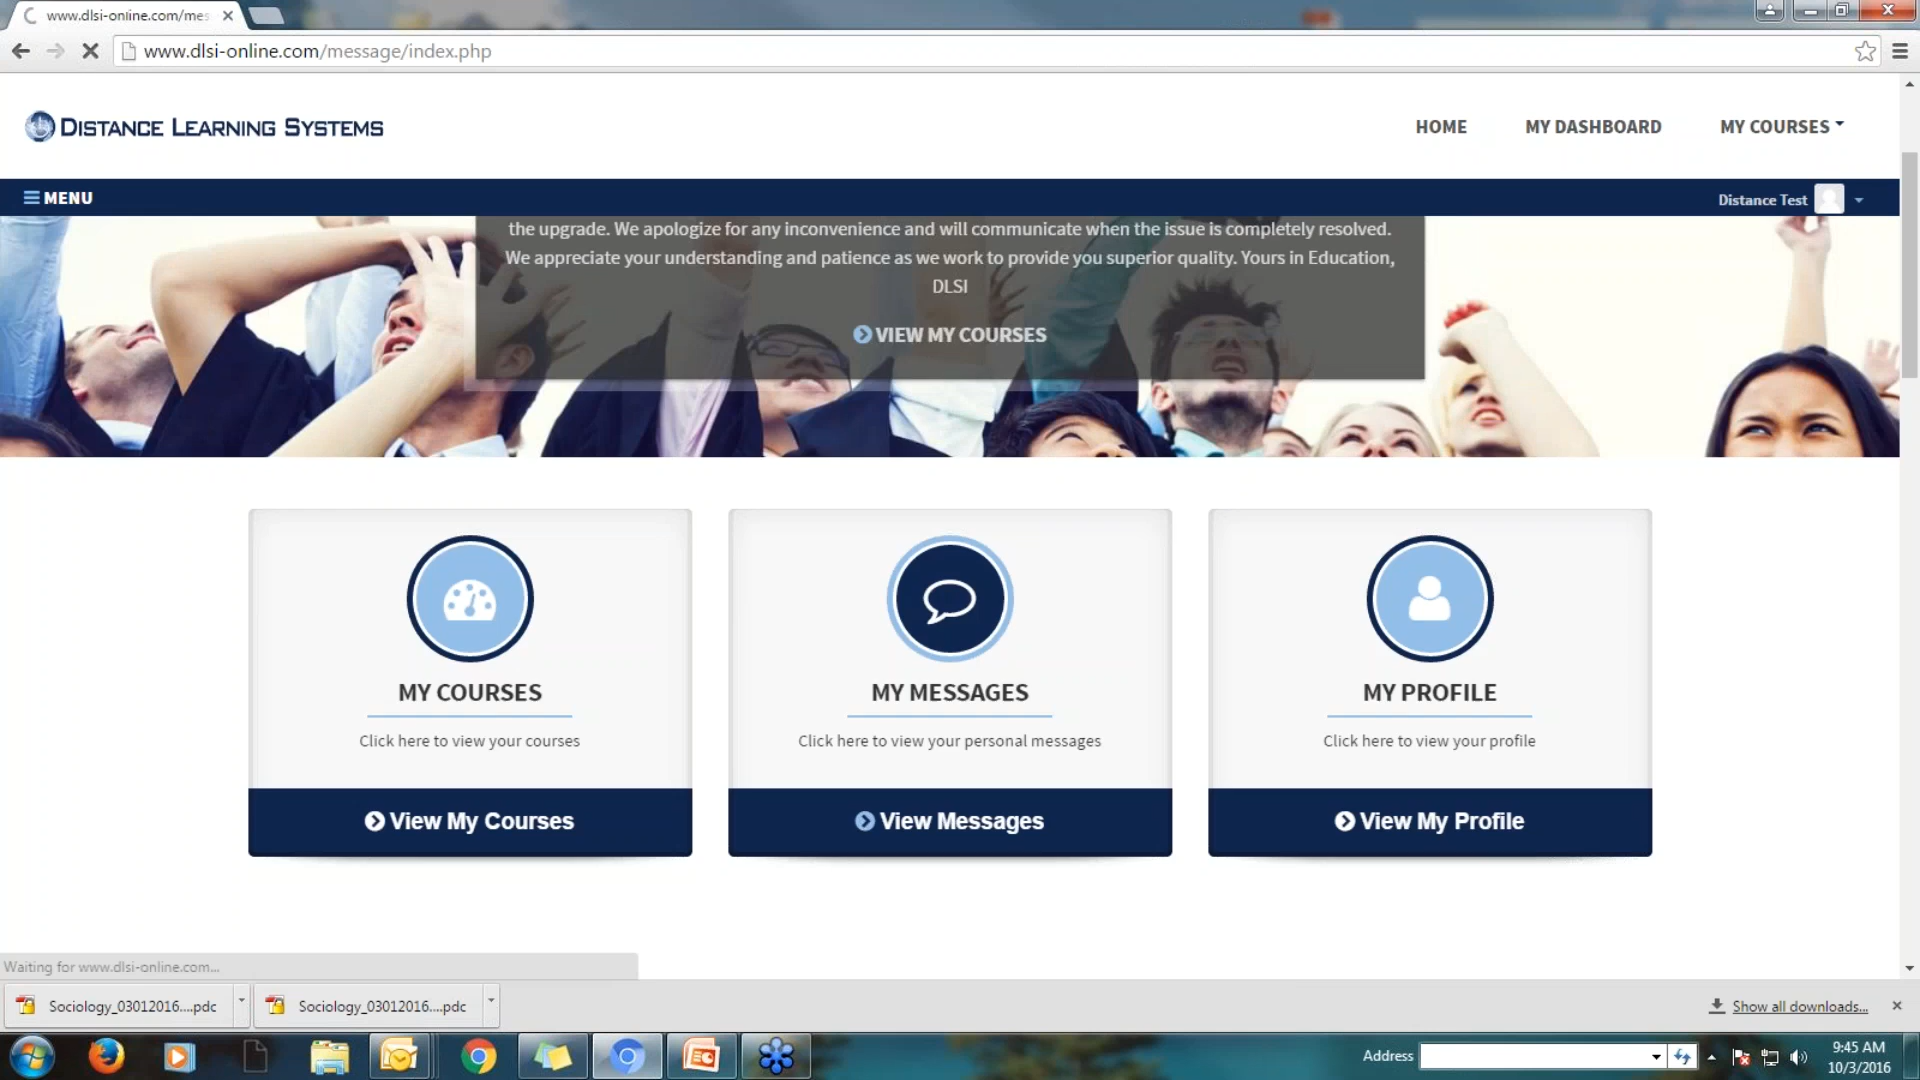 www.dlsi-online.com/mes
www.dlsi-online.com/message/index.php
DISTANCE LEARNING SYSTEMS
HOME
MY DASHBOARD
MY COURSES
MENU
Distance Test
the upgrade. We apologize for any inconvenience and will communicate when the issue is completely resolved.
We appreciate your understanding and patience as we work to provide you superior quality. Yours in Education,
DLSI
VIEW MY COURSES
MY COURSES
Click here to view your courses
View My Courses
MY MESSAGES
Click here to view your personal messages
View Messages
MY PROFILE
Click here to view your profile
View My Profile
Waiting for www.dlsi-online.com...
Sociology_03012016....pdc
Sociology_03012016....pdc
Show all downloads...
Address
9:45 AM
10/3/2016